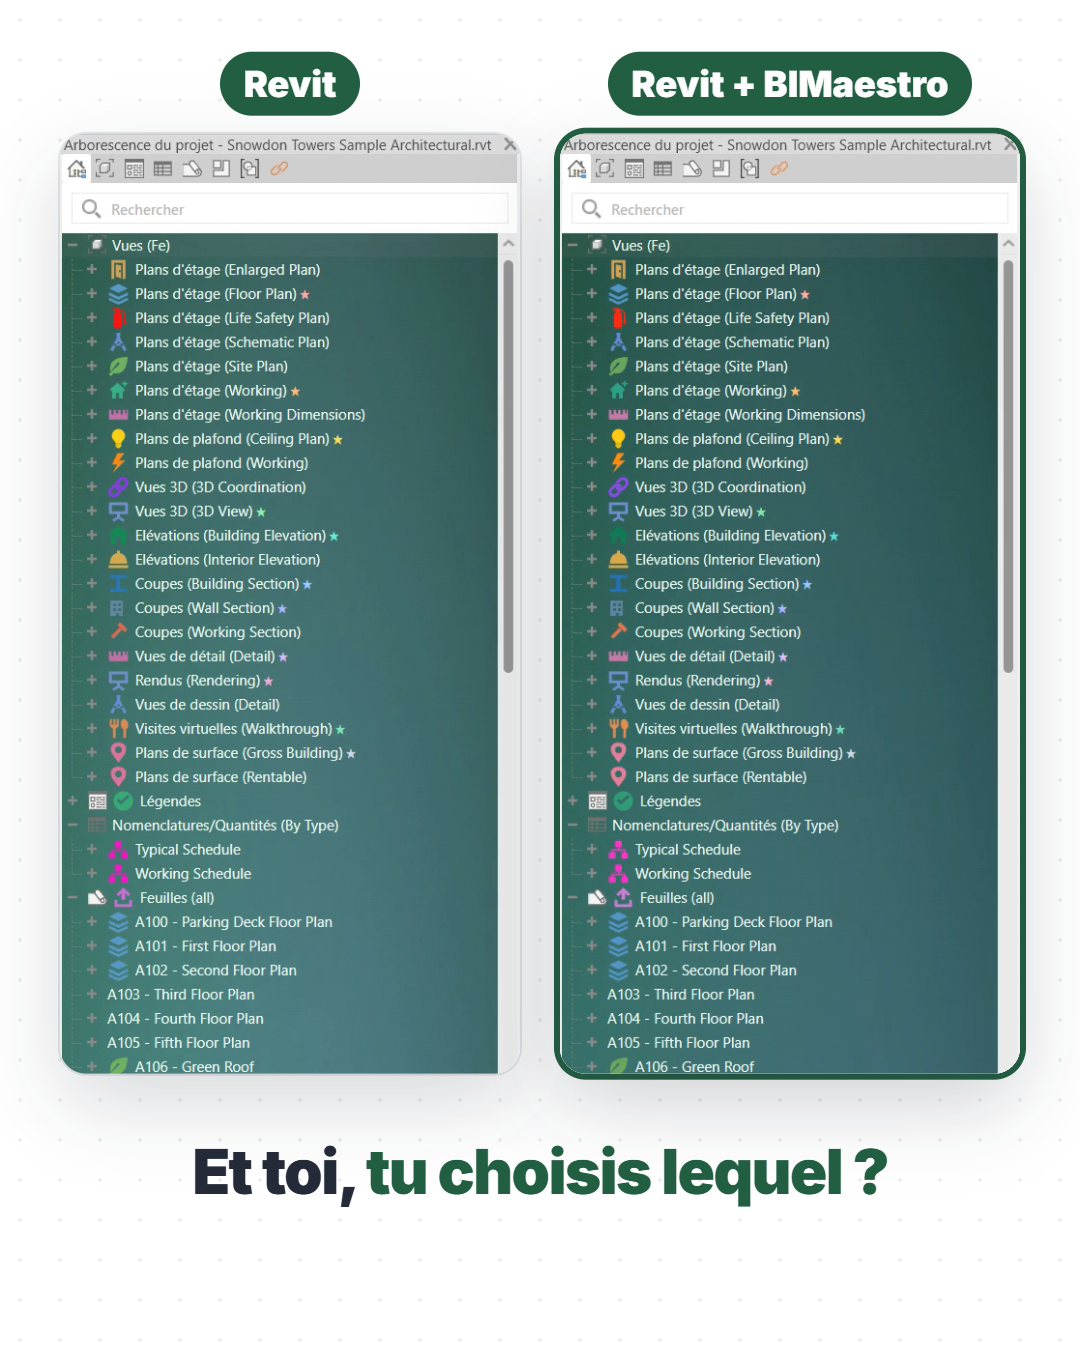 Revit
Arborescence du projet - Snowdon Towers Sample Architectural.rvt
Rechercher
Vues (Fe)
Plans d'étage (Enlarged Plan)
Plans d'étage (Floor Plan)
Plans d'étage (Life Safety Plan)
Plans d'étage (Schematic Plan)
Plans d'étage (Site Plan)
Plans d'étage (Working)
Plans d'étage (Working Dimensions)
Plans de plafond (Ceiling Plan)
Plans de plafond (Working)
Vues 3D (3D Coordination)
Vues 3D (3D View)
Elévations (Building Elevation)
Elévations (Interior Elevation)
Coupes (Building Section)
Coupes (Wall Section)
Coupes (Working Section)
Vues de détail (Detail)
Rendus (Rendering)
Vues de dessin (Detail)
Visites virtuelles (Walkthrough)
Plans de surface (Gross Building)
Plans de surface (Rentable)
Légendes
Nomenclatures/Quantités (By Type)
Typical Schedule
Working Schedule
Feuilles (all)
A100 - Parking Deck Floor Plan
A101 - First Floor Plan
A102 - Second Floor Plan
A103 - Third Floor Plan
A104 - Fourth Floor Plan
A105 - Fifth Floor Plan
A106 - Green Roof
Revit + BIMaestro
Arborescence du projet - Snowdon Towers Sample Architectural.rvt
Rechercher
Vues (Fe)
Plans d'étage (Enlarged Plan)
Plans d'étage (Floor Plan)
Plans d'étage (Life Safety Plan)
Plans d'étage (Schematic Plan)
Plans d'étage (Site Plan)
Plans d'étage (Working)
Plans d'étage (Working Dimensions)
Plans de plafond (Ceiling Plan)
Plans de plafond (Working)
Vues 3D (3D Coordination)
Vues 3D (3D View)
Elévations (Building Elevation)
Elévations (Interior Elevation)
Coupes (Building Section)
Coupes (Wall Section)
Coupes (Working Section)
Vues de détail (Detail)
Rendus (Rendering)
Vues de dessin (Detail)
Visites virtuelles (Walkthrough)
Plans de surface (Gross Building)
Plans de surface (Rentable)
Légendes
Nomenclatures/Quantités (By Type)
Typical Schedule
Working Schedule
Feuilles (all)
A100 - Parking Deck Floor Plan
A101 - First Floor Plan
A102 - Second Floor Plan
A103 - Third Floor Plan
A104 - Fourth Floor Plan
A105 - Fifth Floor Plan
A106 - Green Roof
Et toi, tu choisis lequel ?